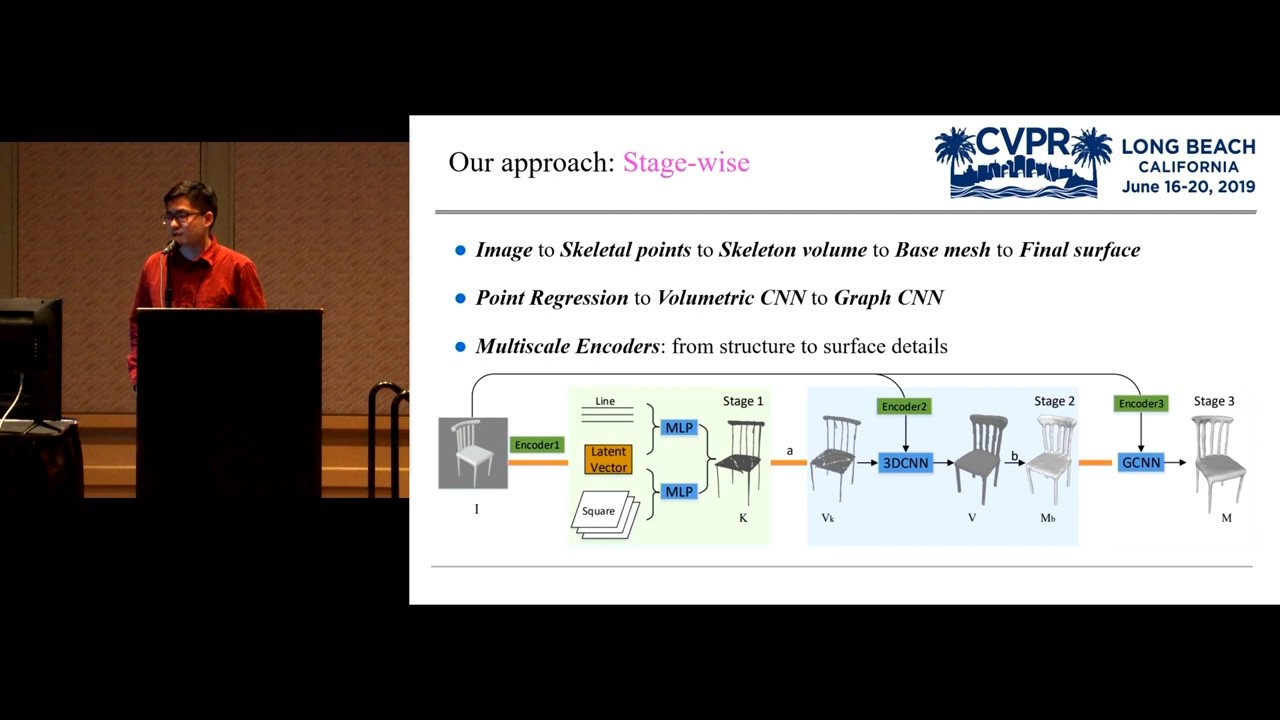 Our approach: Stage-wise
CVPR
LONG BEACH
CALIFORNIA
June 16-20, 2019
Image to Skeletal points to Skeleton volume to Base mesh to Final surface
Point Regression to Volumetric CNN to Graph CNN
Multiscale Encoders: from structure to surface details
I
Encoder1
Line
Latent
Vector
Square
MLP
MLP
Stage 1
K
a
Vk
Encoder2
3DCNN
V
b
Stage 2
Mb
Encoder3
GCNN
Stage 3
M